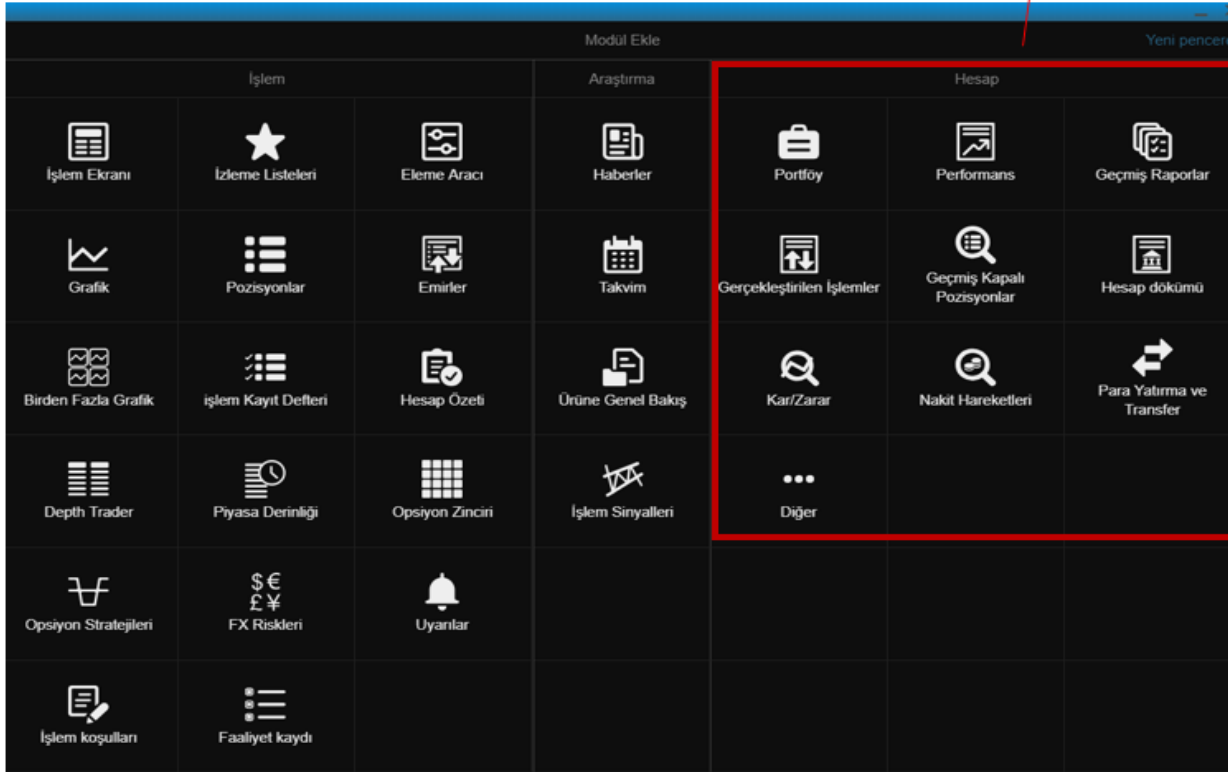 Modül Ekle
Yeni pencere
İşlem
Araştırma
Hesap
İşlem Ekranı
İzleme Listeleri
Eleme Aracı
Haberler
Portföy
Performans
Geçmiş Raporlar
Grafik
Pozisyonlar
Emirler
Takvim
Gerçekleştirilen İşlemler
Geçmiş Kapalı
Pozisyonlar
Hesap dökümü
Birden Fazla Grafik
işlem Kayıt Defteri
Hesap Özeti
Ürüne Genel Bakış
Kar/Zarar
Nakit Hareketleri
Para Yatırma ve
Transfer
Depth Trader
Piyasa Derinliği
Opsiyon Zinciri
İşlem Sinyalleri
Diğer
$ €
£ ¥
Opsiyon Stratejileri
FX Riskleri
Uyarılar
İşlem koşulları
Faaliyet kaydı